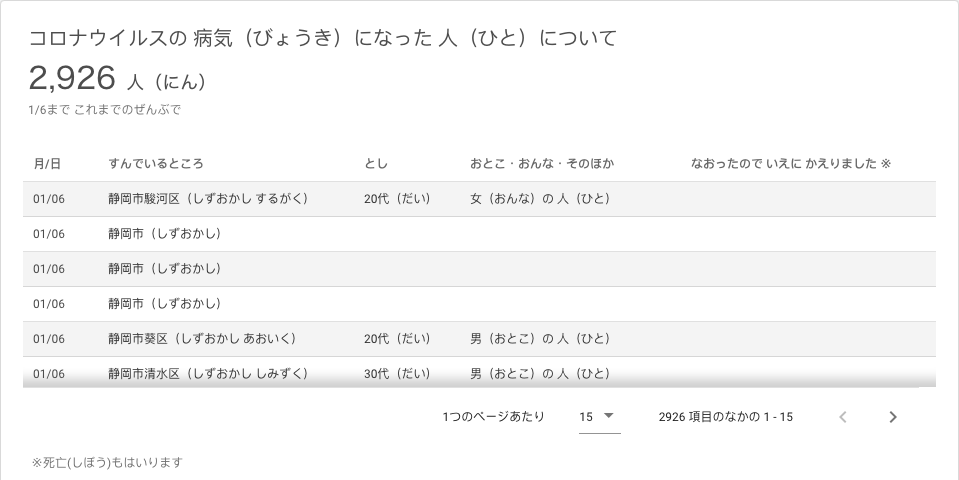 コロナウイルスの 病気（びょうき）になった 人（ひと）について
2,926 人（にん）
1/6まで これまでのぜんぶで
月/日 すんでいるところ とし おとこ・おんな・そのほか なおったので いえに かえりました ※
01/06 静岡市駿河区（しずおかし するがく） 20代（だい） 女（おんな）の 人（ひと）
01/06 静岡市（しずおかし）
01/06 静岡市（しずおかし）
01/06 静岡市（しずおかし）
01/06 静岡市葵区（しずおかし あおいく） 20代（だい） 男（おとこ）の 人（ひと）
01/06 静岡市清水区（しずおかし しみずく） 30代（だい） 男（おとこ）の 人（ひと）
1つのページあたり 15 2926 項目のなかの 1 - 15
※死亡(しぼう)もはいります